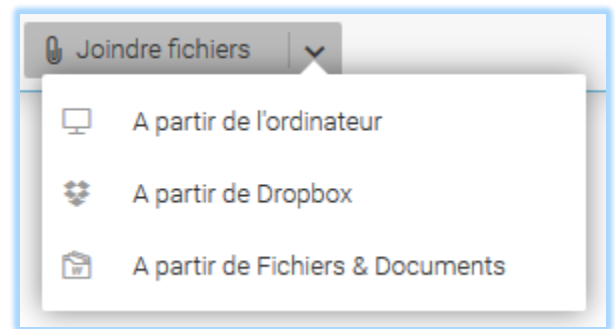 Joindre fichiers
A partir de l'ordinateur
A partir de Dropbox
A partir de Fichiers & Documents